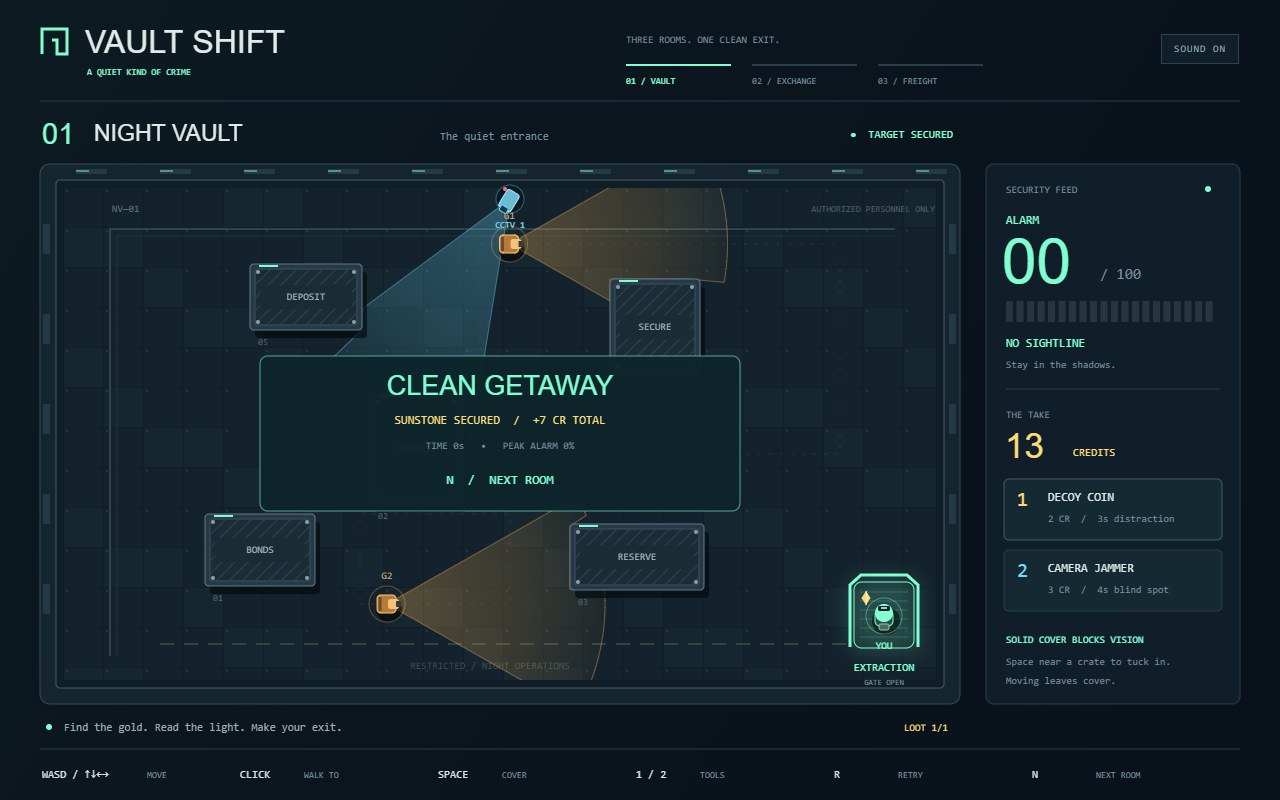 VAULT SHIFT
A QUIET KIND OF CRIME
THREE ROOMS. ONE CLEAN EXIT.
01 / VAULT
02 / EXCHANGE
03 / FREIGHT
SOUND ON
01 NIGHT VAULT
The quiet entrance
TARGET SECURED
NV—01
AUTHORIZED PERSONNEL ONLY
G1
CCTV 1
DEPOSIT
05
SECURE
CLEAN GETAWAY
SUNSTONE SECURED / +7 CR TOTAL
TIME 0s • PEAK ALARM 0%
N / NEXT ROOM
02
BONDS
01
G2
RESERVE
03
RESTRICTED / NIGHT OPERATIONS
YOU
EXTRACTION
GATE OPEN
SECURITY FEED
ALARM
00 / 100
NO SIGHTLINE
Stay in the shadows.
THE TAKE
13 CREDITS
1 DECOY COIN
2 CR / 3s distraction
2 CAMERA JAMMER
3 CR / 4s blind spot
SOLID COVER BLOCKS VISION
Space near a crate to tuck in.
Moving leaves cover.
Find the gold. Read the light. Make your exit.
LOOT 1/1
WASD / ↑↓←→ MOVE
CLICK WALK TO
SPACE COVER
1 / 2 TOOLS
R RETRY
N NEXT ROOM